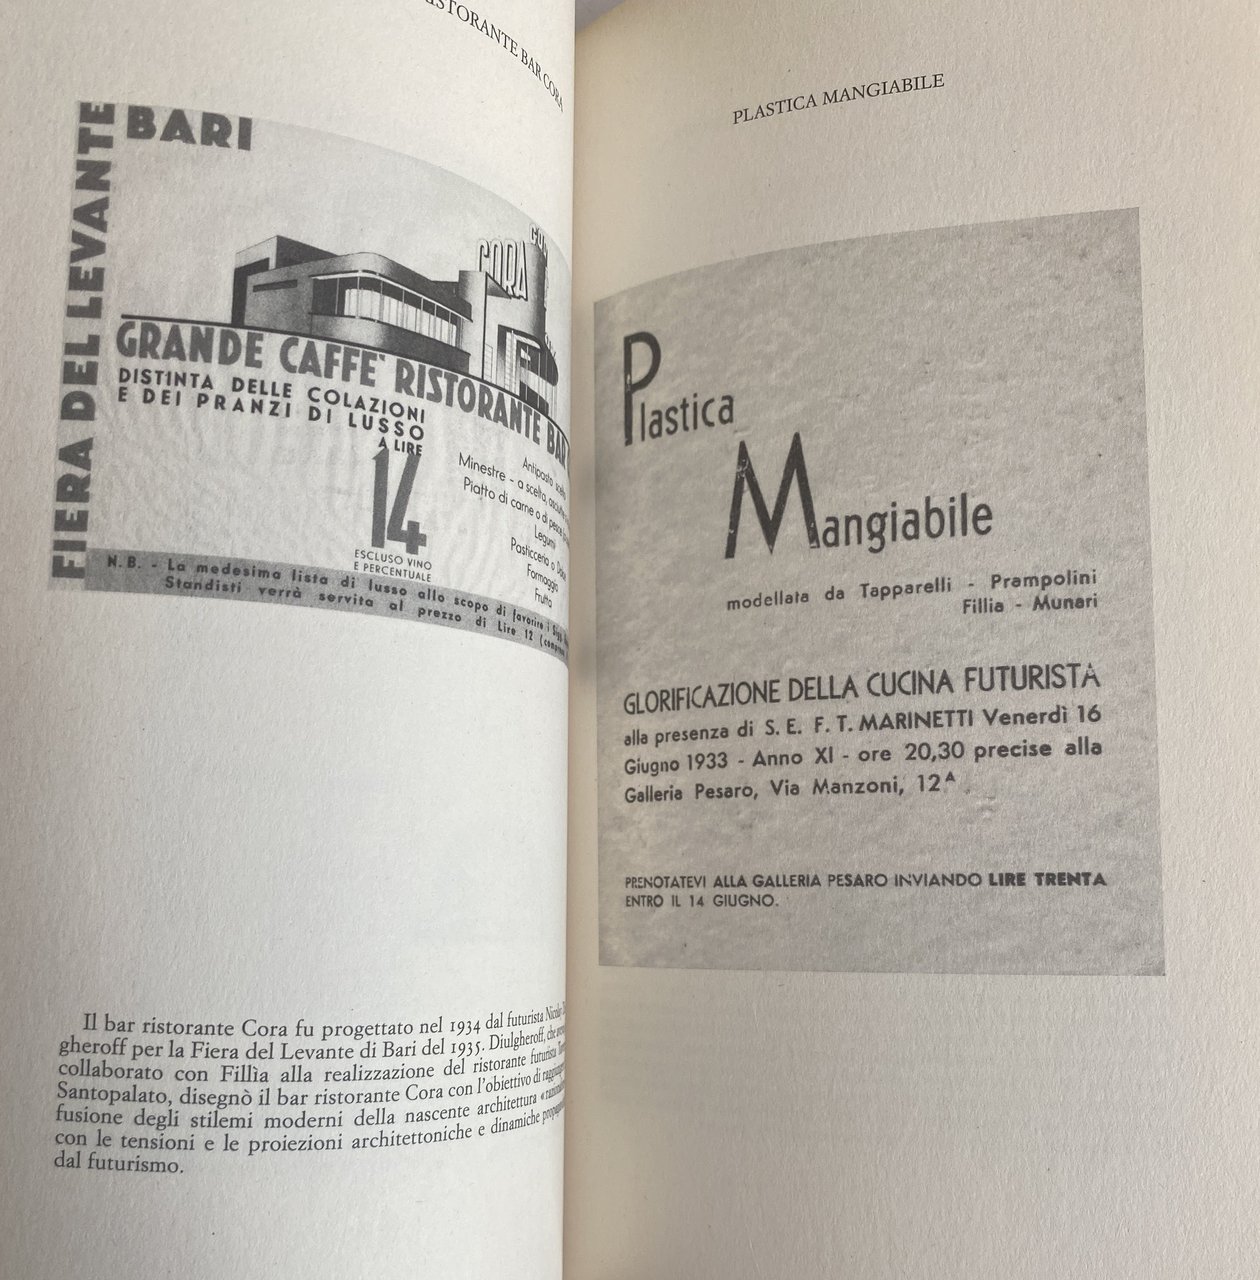 RISTORANTE BAR CORA
FIERA DEL LEVANTE
BARI
CORA
GRANDE CAFFE` RISTORANTE BAR
DISTINTA DELLE COLAZIONI
E DEI PRANZI DI LUSSO
A LIRE
14
ESCLUSO VINO
E PERCENTUALE
Antipasto scelto
Minestre - a scelta, asciutte
Piatto di carne o di pesce
Legumi
Pasticceria o
Formaggio
Frutta
N. B. - La medesima lista di lusso allo scopo di favorire i Sigg.
Standisti verrà servita al prezzo di Lire 12
Il bar ristorante Cora fu progettato nel 1934 dal futurista
gheroff per la Fiera del Levante di Bari del 1935. Diulgheroff, che
collaborato con Fillìa alla realizzazione del ristorante futurista
Santopalato, disegnò il bar ristorante Cora con l'obiettivo di
fusione degli stilemi moderni della nascente architettura
con le tensioni e le proiezioni architettoniche e dinamiche
dal futurismo.
PLASTICA MANGIABILE
Plastica
Mangiabile
modellata da Tapparelli - Prampolini
Fillia - Munari
GLORIFICAZIONE DELLA CUCINA FUTURISTA
alla presenza di S. E. F. T. MARINETTI Venerdì 16
Giugno 1933 - Anno XI - ore 20,30 precise alla
Galleria Pesaro, Via Manzoni, 12ᴬ.
PRENOTATEVI ALLA GALLERIA PESARO INVIANDO LIRE TRENTA
ENTRO IL 14 GIUGNO.